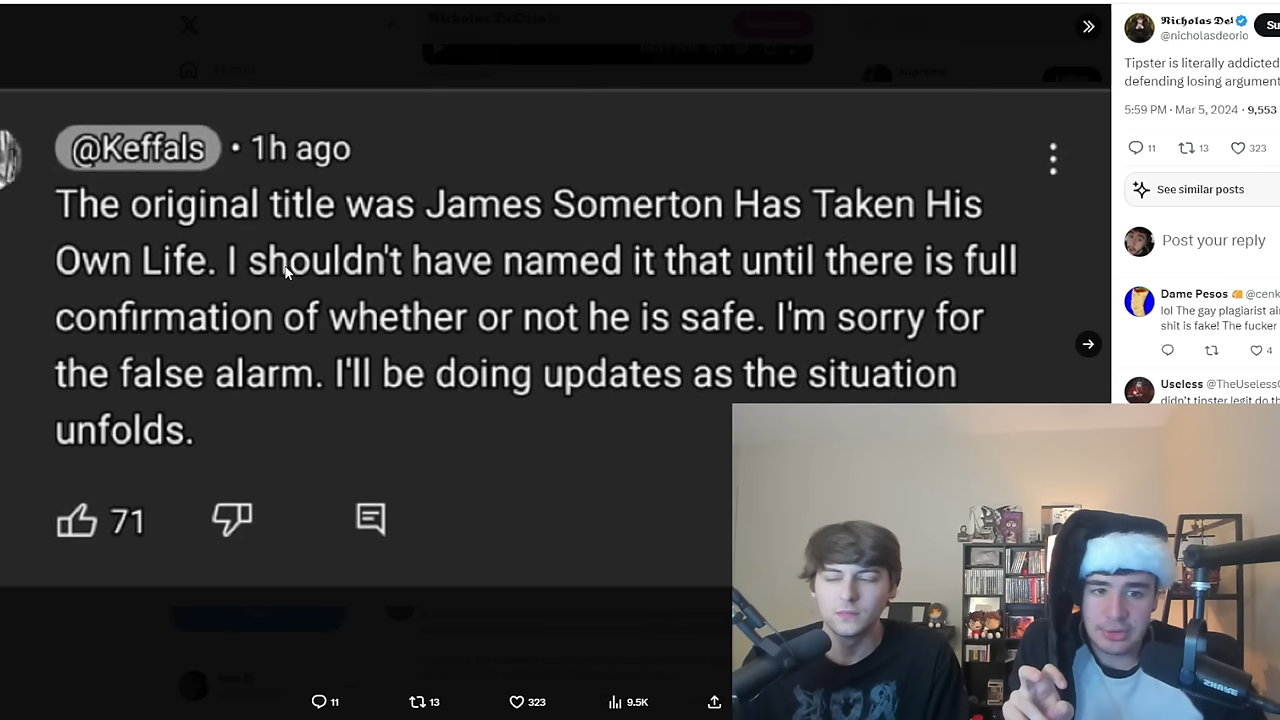 @Keffals • 1h ago
The original title was James Somerton Has Taken His
Own Life. I shouldn't have named it that until there is full
confirmation of whether or not he is safe. I'm sorry for
the false alarm. I'll be doing updates as the situation
unfolds.
71
11
13
323
9.5K
𝕹𝖎𝖈𝖍𝖔𝖑𝖆𝖘 𝕯𝖊
@nicholasdeorio
Su
Tipster is literally addicted
defending losing argument
5:59 PM · Mar 5, 2024 · 9,553
11
13
323
See similar posts
Post your reply
Dame Pesos @cenk
lol The gay plagiarist ai
shit is fake! The fucker
4
Useless @TheUseless
didn't tipster legit do th
SHURE